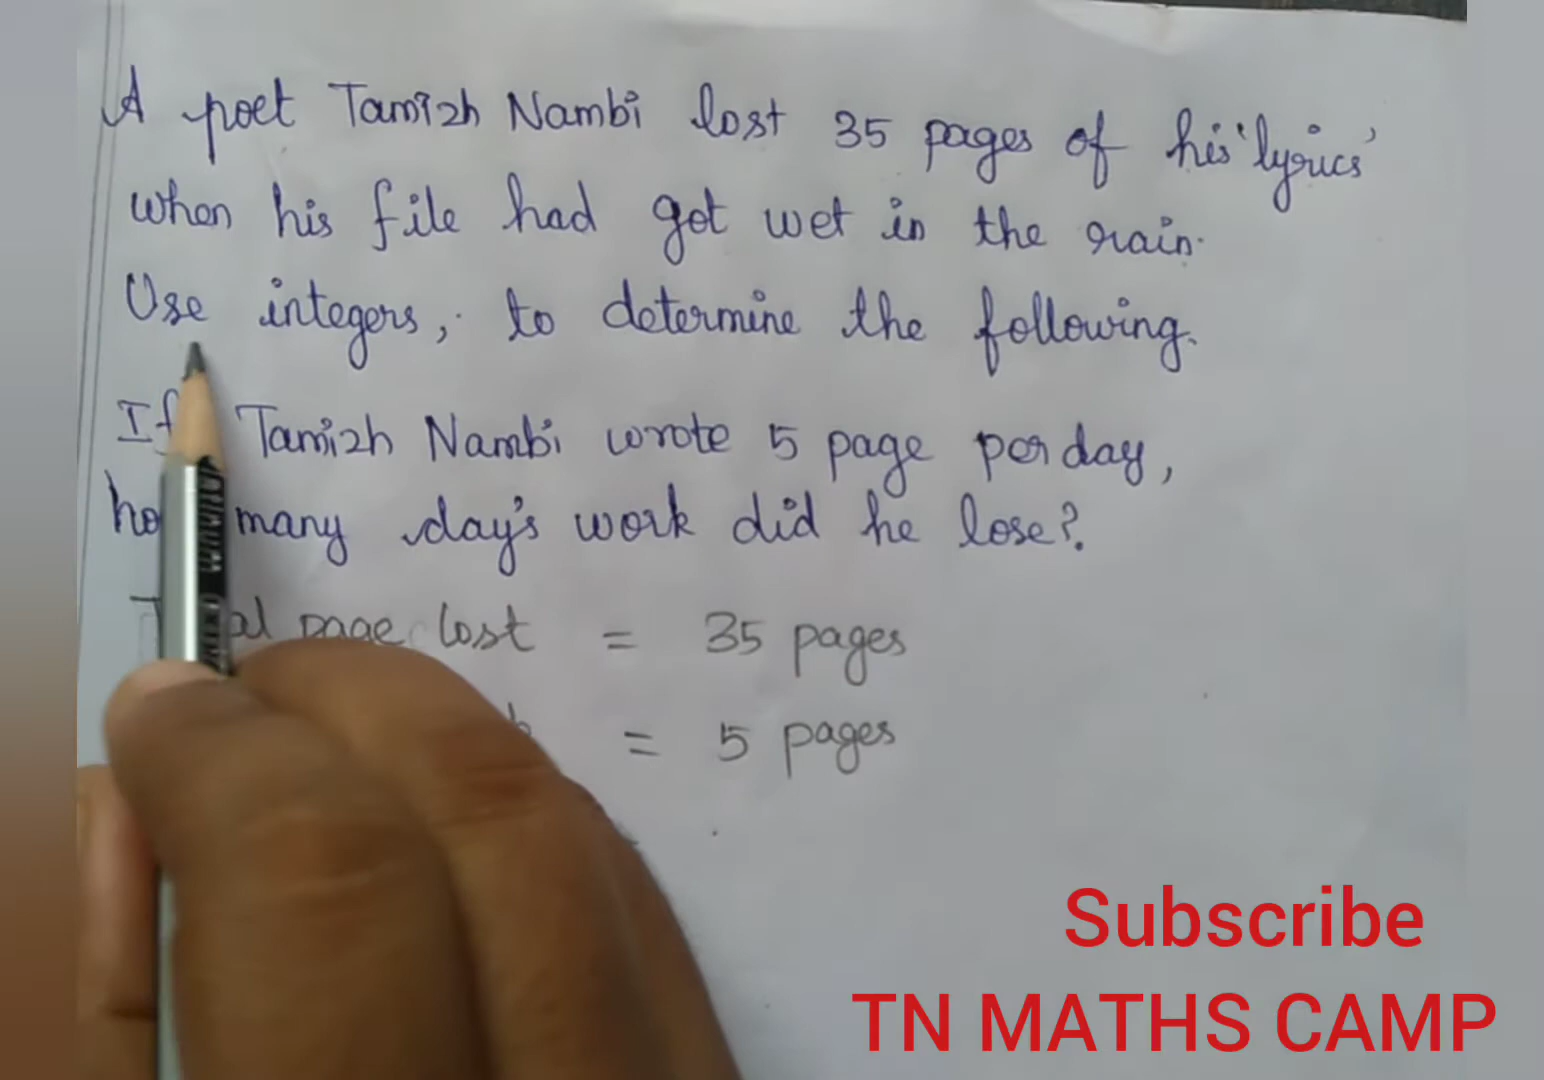 A poet Tamizh Nambi lost 35 pages of his 'lyrics'
when his file had got wet in the rain.
Use integers, to determine the following.
If Tamizh Nambi wrote 5 page per day,
many day's work did he lose?
page lost = 35 pages
= 5 pages
Subscribe
TN MATHS CAMP